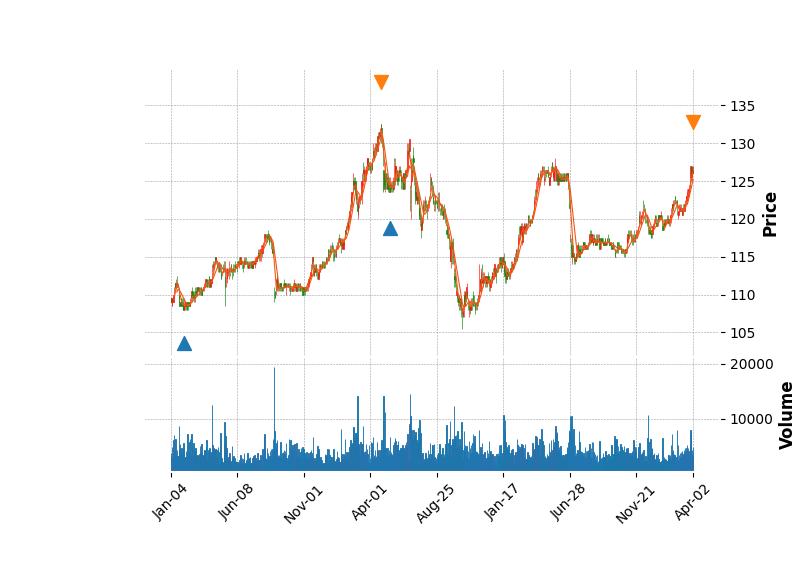 135
130
125
120
115
110
105
Price
20000
10000
Volume
Jan-04
Jun-08
Nov-01
Apr-01
Aug-25
Jan-17
Jun-28
Nov-21
Apr-02